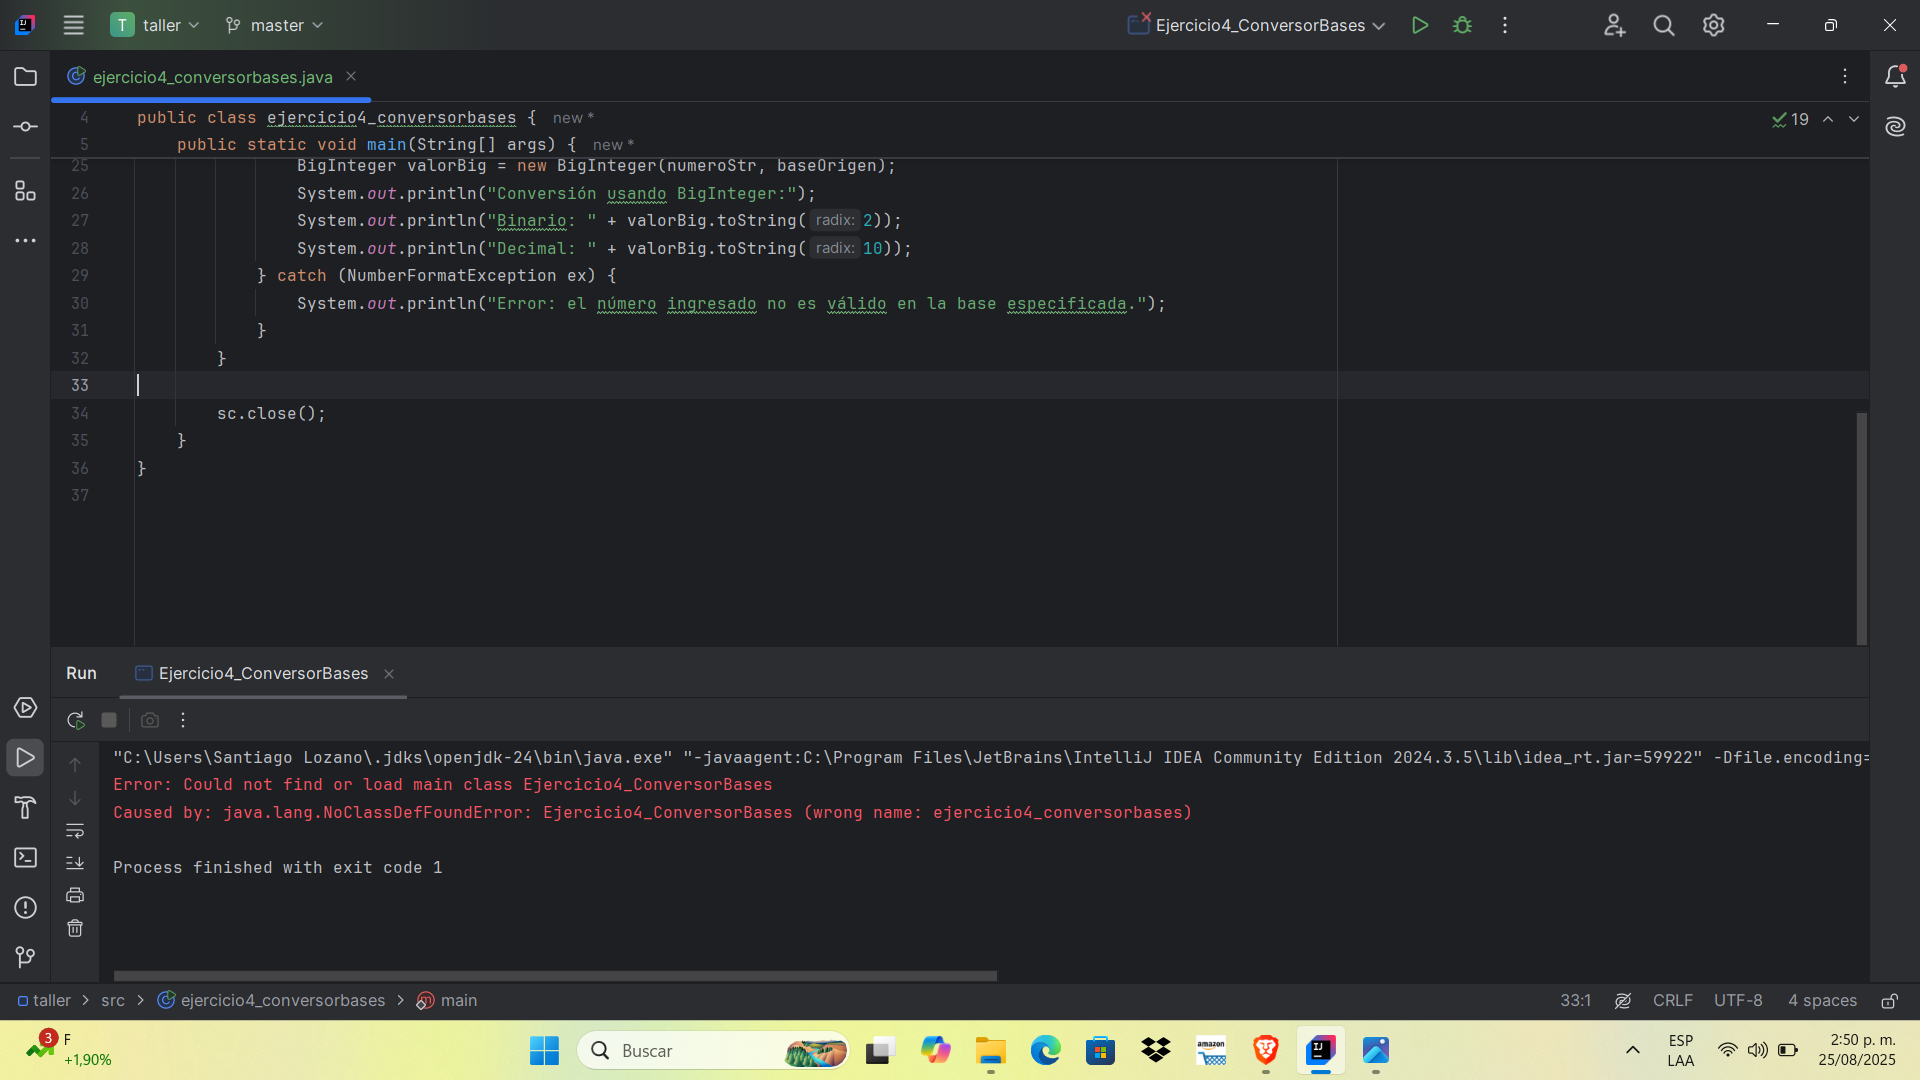 T taller master Ejercicio4_ConversorBases
ejercicio4_conversorbases.java
4 public class ejercicio4_conversorbases { new *
19
5 public static void main(String[] args) { new *
25 BigInteger valorBig = new BigInteger(numeroStr, baseOrigen);
26 System.out.println("Conversión usando BigInteger:");
27 System.out.println("Binario: " + valorBig.toString( radix: 2));
28 System.out.println("Decimal: " + valorBig.toString( radix: 10));
29 } catch (NumberFormatException ex) {
30 System.out.println("Error: el número ingresado no es válido en la base especificada.");
31 }
32 }
33
34 sc.close();
35 }
36 }
37
Run Ejercicio4_ConversorBases
"C:\Users\Santiago Lozano\.jdks\openjdk-24\bin\java.exe" "-javaagent:C:\Program Files\JetBrains\IntelliJ IDEA Community Edition 2024.3.5\lib\idea_rt.jar=59922" -Dfile.encoding=
Error: Could not find or load main class Ejercicio4_ConversorBases
Caused by: java.lang.NoClassDefFoundError: Ejercicio4_ConversorBases (wrong name: ejercicio4_conversorbases)
Process finished with exit code 1
taller > src > ejercicio4_conversorbases > main
33:1 CRLF UTF-8 4 spaces
3 F
+1,90%
Buscar
amazon
ESP
LAA
2:50 p. m.
25/08/2025